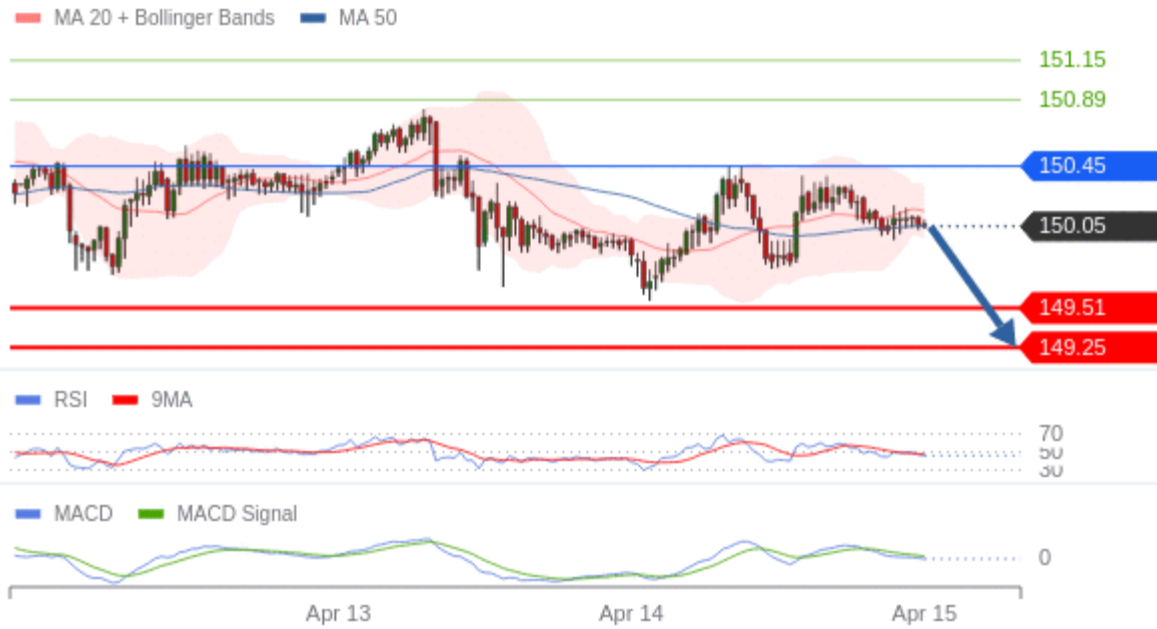 MA 20 + Bollinger Bands MA 50
151.15
150.89
150.45
150.05
149.51
149.25
RSI 9MA
70
50
30
MACD MACD Signal
0
Apr 13 Apr 14 Apr 15